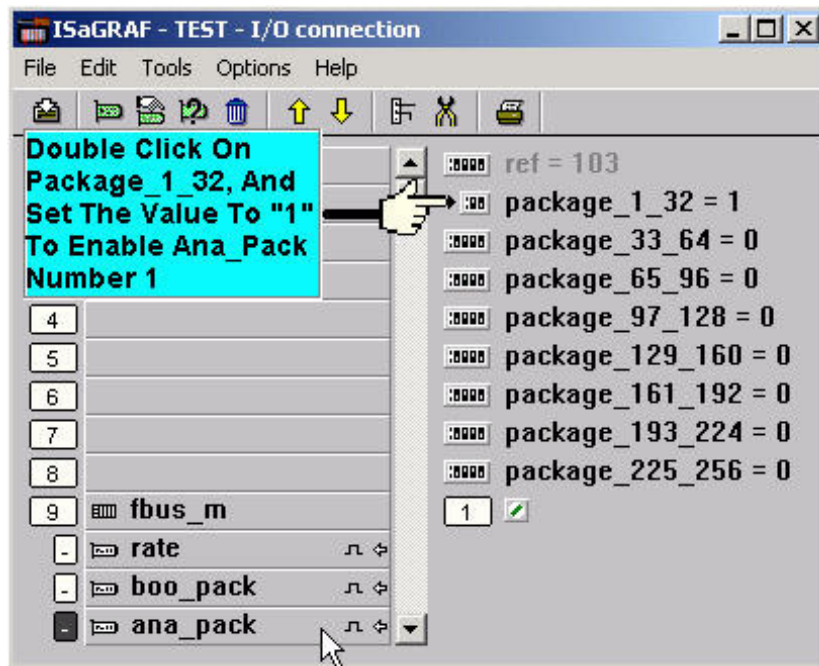 ISaGRAF - TEST - I/O connection
File Edit Tools Options Help
Double Click On
Package_1_32, And
Set The Value To "1"
To Enable Ana_Pack
Number 1
4
5
6
7
8
9 fbus_m
- rate
- boo_pack
- ana_pack
ref = 103
package_1_32 = 1
package_33_64 = 0
package_65_96 = 0
package_97_128 = 0
package_129_160 = 0
package_161_192 = 0
package_193_224 = 0
package_225_256 = 0
1